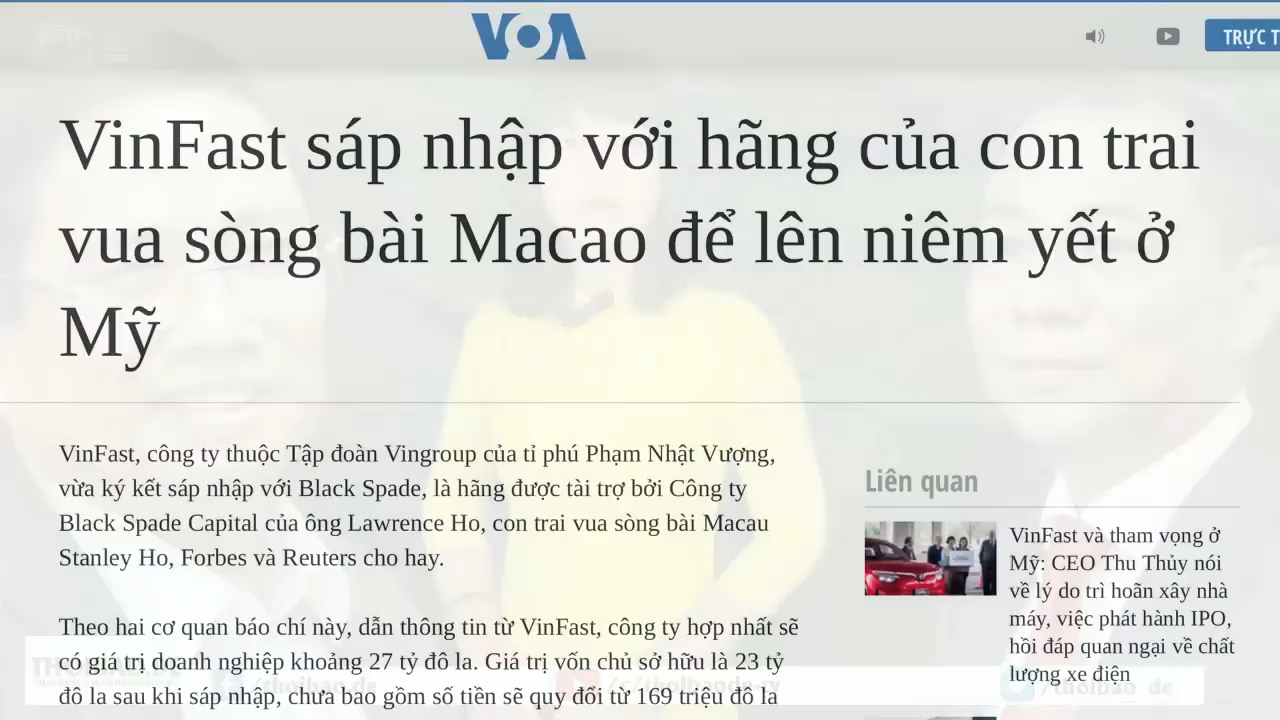 VOA
TRỰC T
VinFast sáp nhập với hãng của con trai
vua sòng bài Macao để lên niêm yết ở
Mỹ
VinFast, công ty thuộc Tập đoàn Vingroup của tỉ phú Phạm Nhật Vượng,
vừa ký kết sáp nhập với Black Spade, là hãng được tài trợ bởi Công ty
Black Spade Capital của ông Lawrence Ho, con trai vua sòng bài Macau
Stanley Ho, Forbes và Reuters cho hay.
Theo hai cơ quan báo chí này, dẫn thông tin từ VinFast, công ty hợp nhất sẽ
có giá trị doanh nghiệp khoảng 27 tỷ đô la. Giá trị vốn chủ sở hữu là 23 tỷ
đô la sau khi sáp nhập, chưa bao gồm số tiền sẽ quy đổi từ 169 triệu đô la
Liên quan
VinFast và tham vọng ở
Mỹ: CEO Thu Thủy nói
về lý do trì hoãn xây nhà
máy, việc phát hành IPO,
hồi đáp quan ngại về chất
lượng xe điện
THOIBAO.DE
/thoibao.de
/c/thoibaode-tv
/thoibao_de